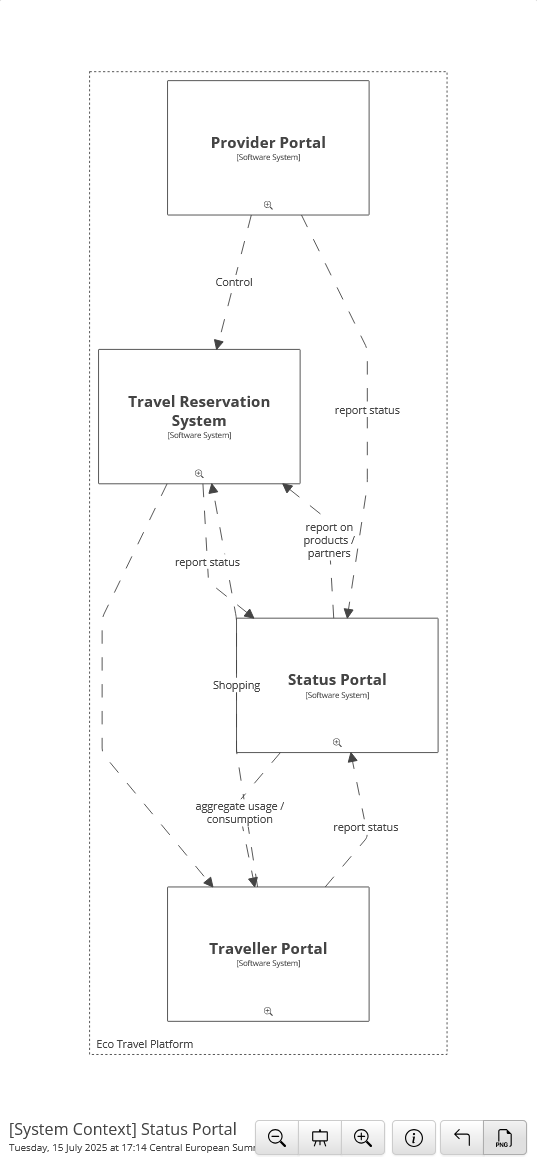 Provider Portal
[Software System]
Control
report status
Travel Reservation
System
[Software System]
report on
products /
partners
report status
Status Portal
[Software System]
Shopping
aggregate usage /
consumption
report status
Traveller Portal
[Software System]
Eco Travel Platform
[System Context] Status Portal
Tuesday, 15 July 2025 at 17:14 Central European Sum
PNG